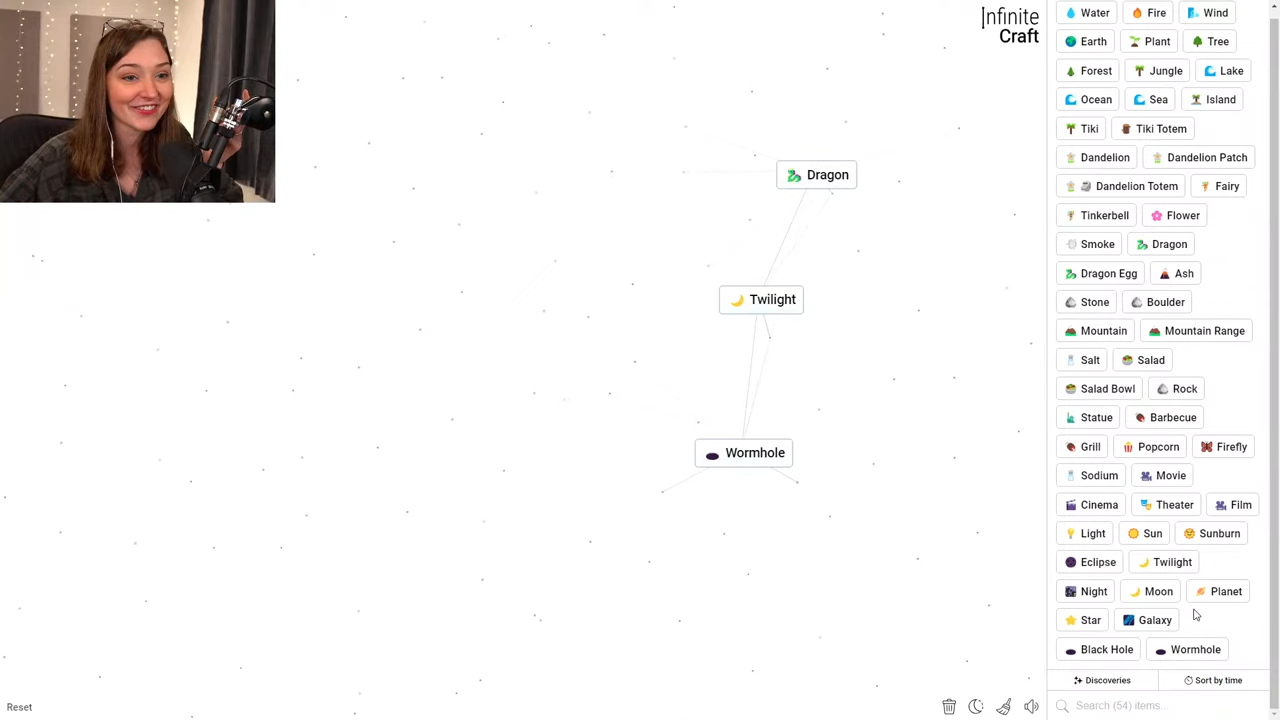 Infinite
Craft
Water Fire Wind
Earth Plant Tree
Forest Jungle Lake
Ocean Sea Island
Tiki Tiki Totem
Dandelion Dandelion Patch
Dandelion Totem Fairy
Tinkerbell Flower
Smoke Dragon
Dragon Egg Ash
Stone Boulder
Mountain Mountain Range
Salt Salad
Salad Bowl Rock
Statue Barbecue
Grill Popcorn Firefly
Sodium Movie
Cinema Theater Film
Light Sun Sunburn
Eclipse Twilight
Night Moon Planet
Star Galaxy
Black Hole Wormhole
Discoveries Sort by time
Search (54) items...
Dragon
Twilight
Wormhole
Reset